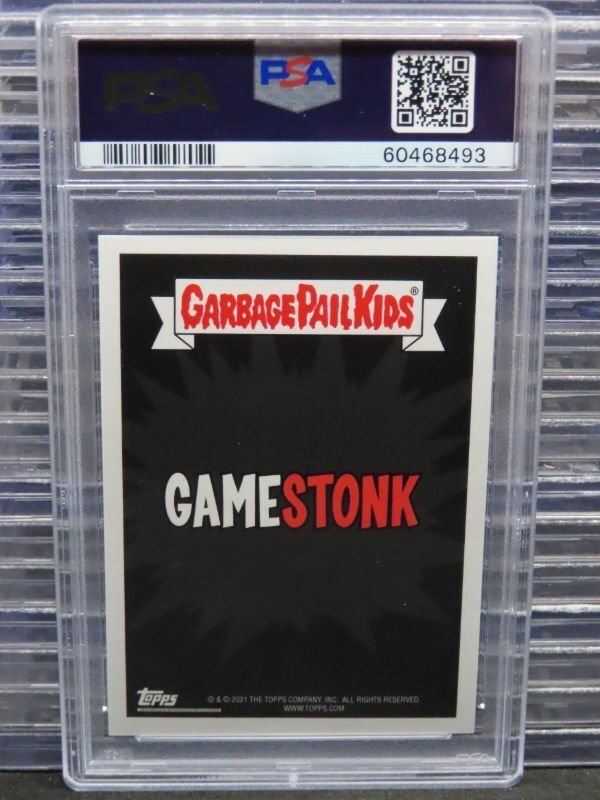 PSA
PSA
60468493
GARBAGE PAIL KIDS®
GAMESTONK
Topps
® & © 2021 THE TOPPS COMPANY, INC. ALL RIGHTS RESERVED.
WWW.TOPPS.COM